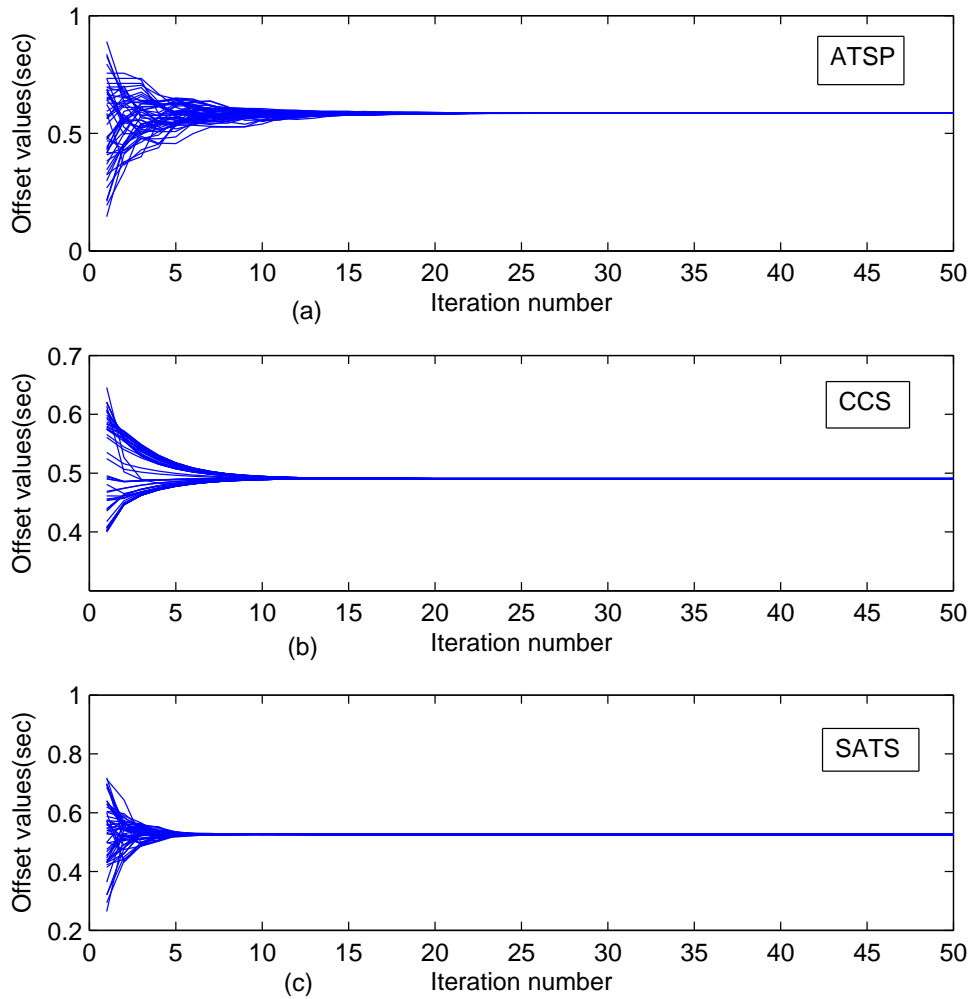 1
0.5
0
Offset values(sec)
ATSP
0 5 10 15 20 25 30 35 40 45 50
Iteration number
(a)
0.7
0.6
0.5
0.4
Offset values(sec)
CCS
0 5 10 15 20 25 30 35 40 45 50
Iteration number
(b)
1
0.8
0.6
0.4
0.2
Offset values(sec)
SATS
0 5 10 15 20 25 30 35 40 45 50
Iteration number
(c)